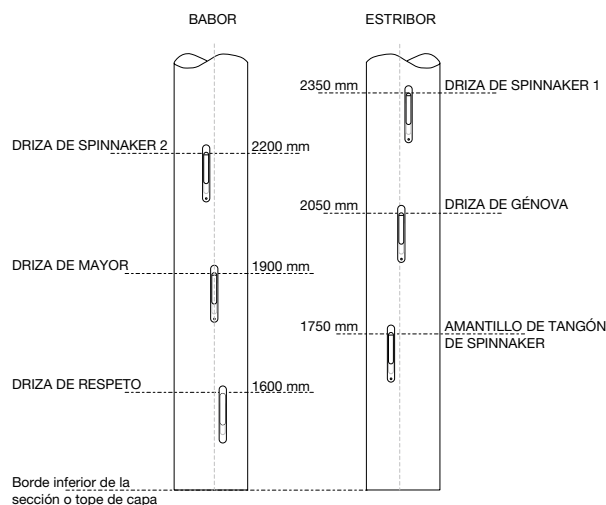 BABOR
ESTRIBOR
2350 mm
DRIZA DE SPINNAKER 1
DRIZA DE SPINNAKER 2
2200 mm
2050 mm
DRIZA DE GÉNOVA
DRIZA DE MAYOR
1900 mm
1750 mm
AMANTILLO DE TANGÓN
DE SPINNAKER
DRIZA DE RESPETO
1600 mm
Borde inferior de la
sección o tope de capa